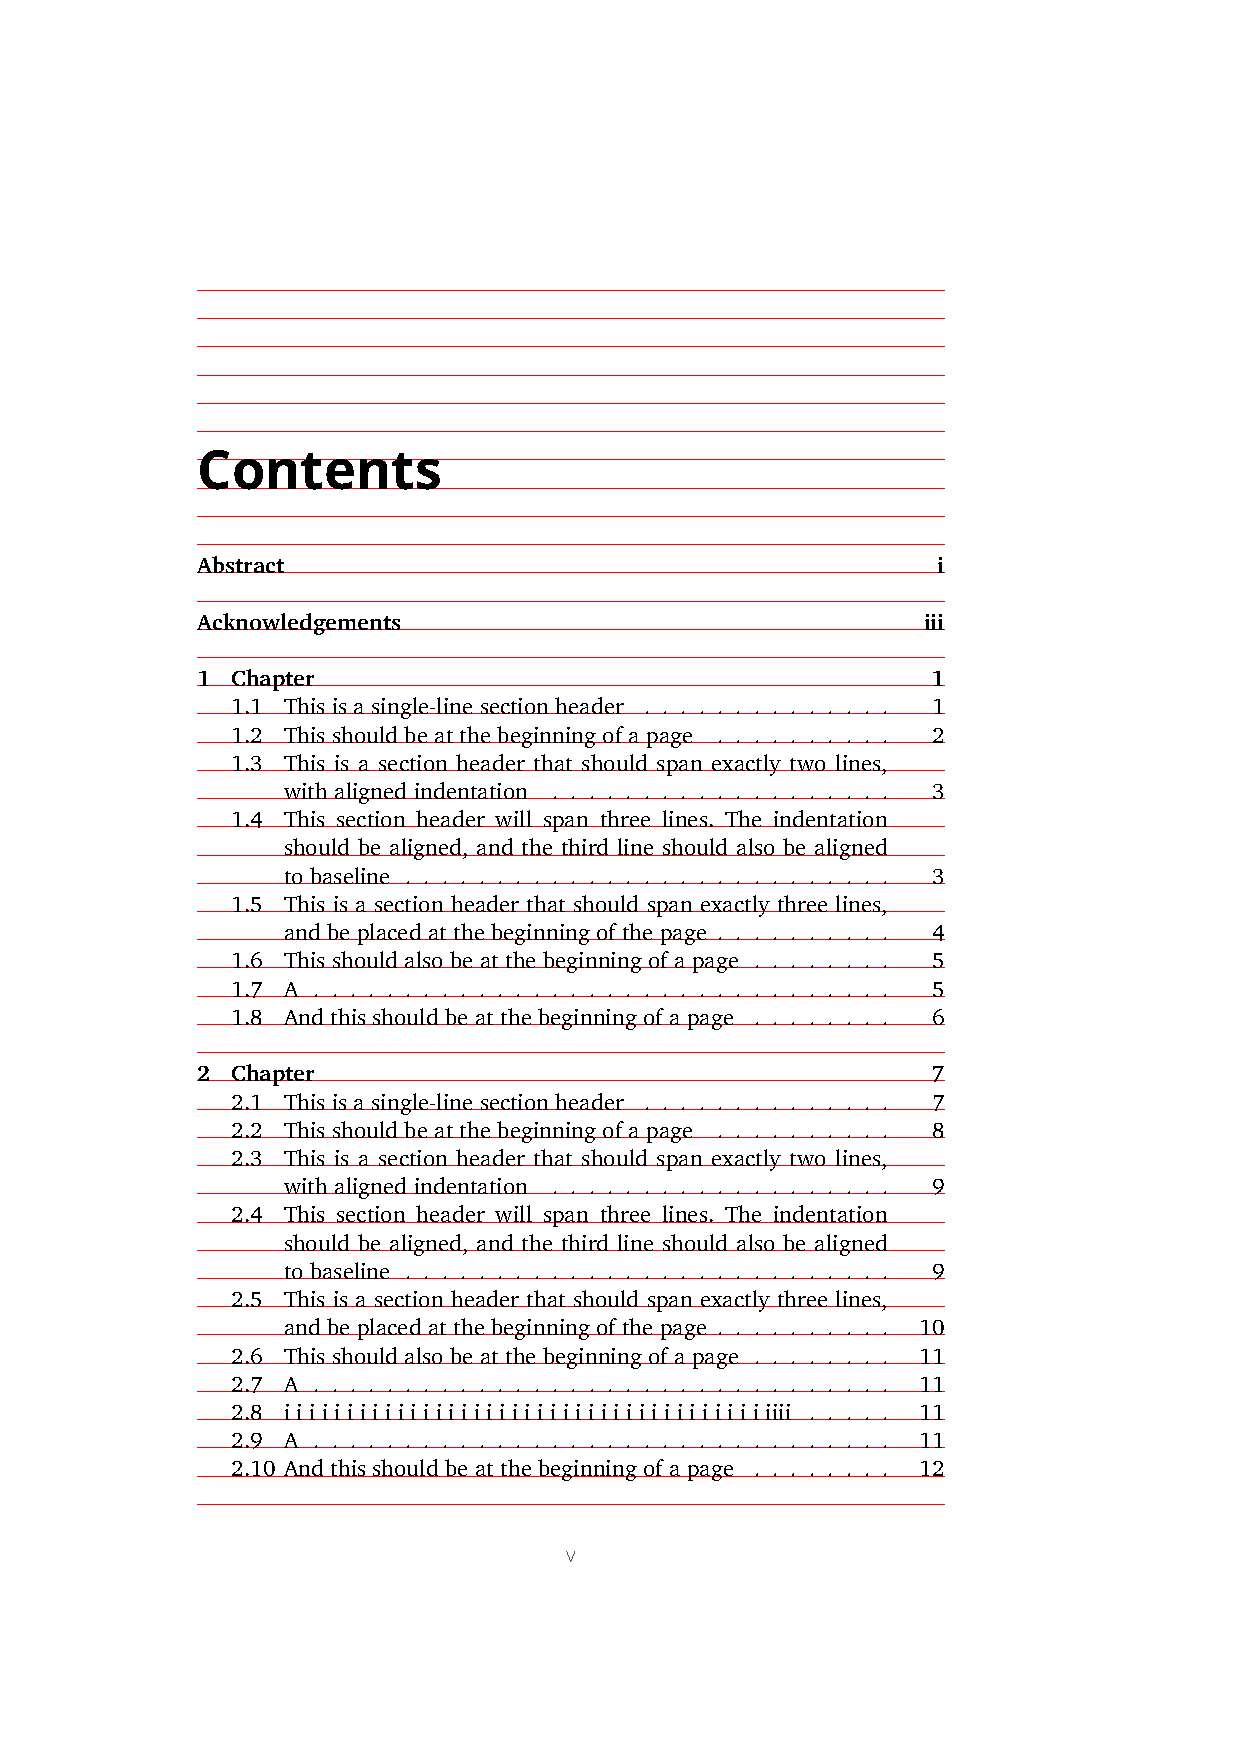 Contents
Abstract i
Acknowledgements iii
1 Chapter 1
1.1 This is a single-line section header . . . . . . . . . . . . . . 1
1.2 This should be at the beginning of a page . . . . . . . . . . 2
1.3 This is a section header that should span exactly two lines,
with aligned indentation . . . . . . . . . . . . . . . . . . . 3
1.4 This section header will span three lines. The indentation
should be aligned, and the third line should also be aligned
to baseline . . . . . . . . . . . . . . . . . . . . . . . . . . . 3
1.5 This is a section header that should span exactly three lines,
and be placed at the beginning of the page . . . . . . . . . . 4
1.6 This should also be at the beginning of a page . . . . . . . . 5
1.7 A . . . . . . . . . . . . . . . . . . . . . . . . . . . . . . . . 5
1.8 And this should be at the beginning of a page . . . . . . . . 6
2 Chapter 7
2.1 This is a single-line section header . . . . . . . . . . . . . . 7
2.2 This should be at the beginning of a page . . . . . . . . . . 8
2.3 This is a section header that should span exactly two lines,
with aligned indentation . . . . . . . . . . . . . . . . . . . 9
2.4 This section header will span three lines. The indentation
should be aligned, and the third line should also be aligned
to baseline . . . . . . . . . . . . . . . . . . . . . . . . . . . 9
2.5 This is a section header that should span exactly three lines,
and be placed at the beginning of the page . . . . . . . . . . 10
2.6 This should also be at the beginning of a page . . . . . . . . 11
2.7 A . . . . . . . . . . . . . . . . . . . . . . . . . . . . . . . . 11
2.8 i i i i i i i i i i i i i i i i i i i i i i i i i i i i i i i i i i i i i i iiii . . . . . 11
2.9 A . . . . . . . . . . . . . . . . . . . . . . . . . . . . . . . . 11
2.10 And this should be at the beginning of a page . . . . . . . . 12
v